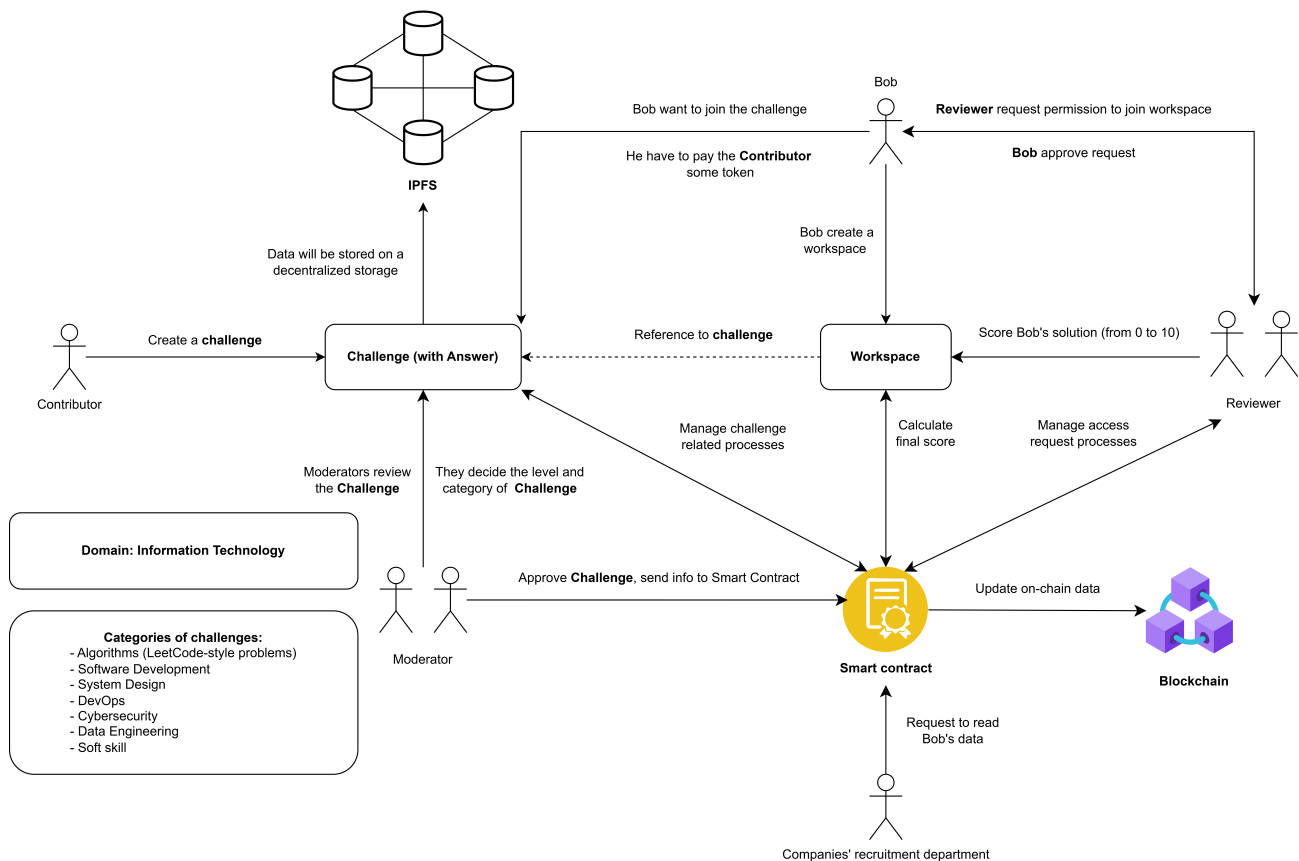 Bob
Bob want to join the challenge
Reviewer request permission to join workspace
He have to pay the Contributor
some token
Bob approve request
IPFS
Data will be stored on a
decentralized storage
Bob create a
workspace
Create a challenge
Challenge (with Answer)
Reference to challenge
Workspace
Score Bob's solution (from 0 to 10)
Contributor
Reviewer
Manage challenge
related processes
Calculate
final score
Manage access
request processes
Moderators review
the Challenge
They decide the level and
category of Challenge
Domain: Information Technology
Approve Challenge, send info to Smart Contract
Update on-chain data
Categories of challenges:
- Algorithms (LeetCode-style problems)
- Software Development
- System Design
- DevOps
- Cybersecurity
- Data Engineering
- Soft skill
Moderator
Smart contract
Blockchain
Request to read
Bob's data
Companies' recruitment department